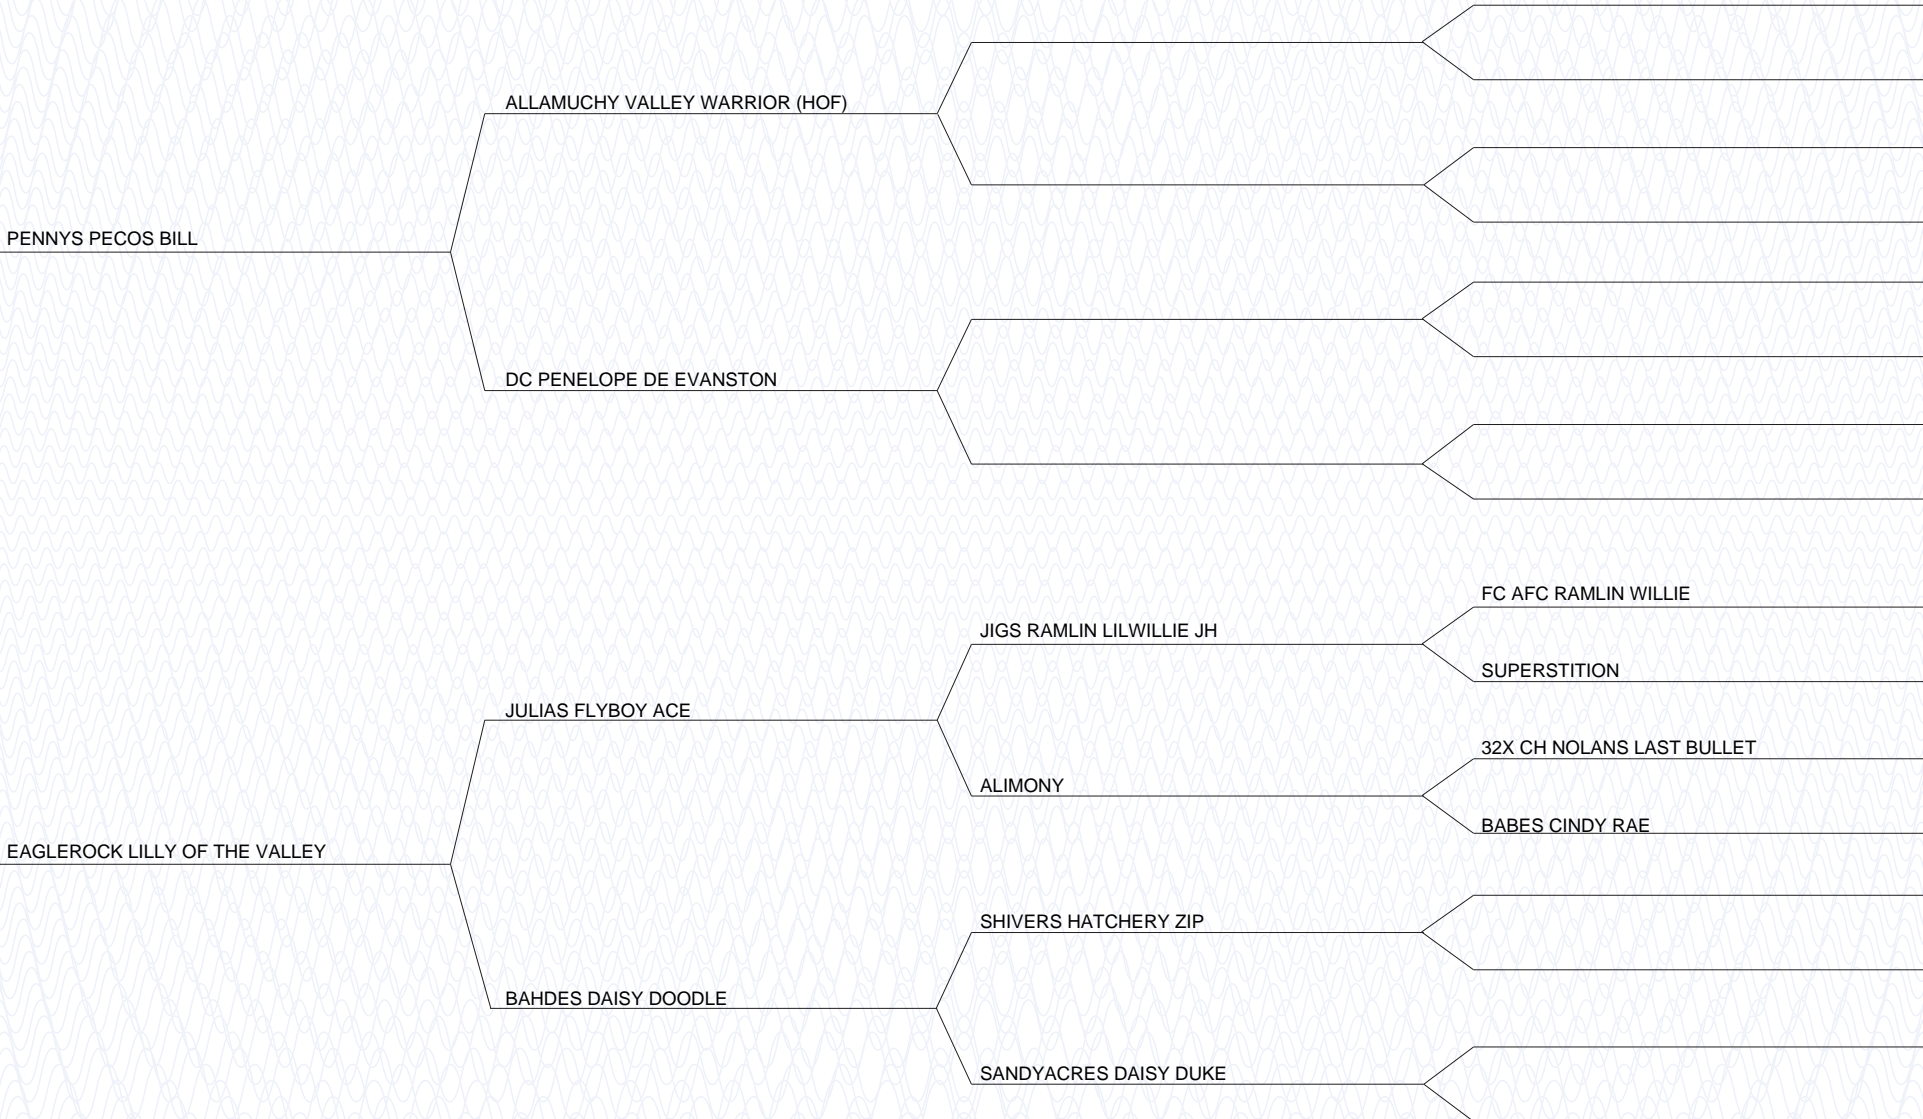 ALLAMUCHY VALLEY WARRIOR (HOF)
PENNYS PECOS BILL
DC PENELOPE DE EVANSTON
FC AFC RAMLIN WILLIE
JIGS RAMLIN LILWILLIE JH
SUPERSTITION
JULIAS FLYBOY ACE
32X CH NOLANS LAST BULLET
ALIMONY
BABES CINDY RAE
EAGLEROCK LILLY OF THE VALLEY
SHIVERS HATCHERY ZIP
BAHDES DAISY DOODLE
SANDYACRES DAISY DUKE